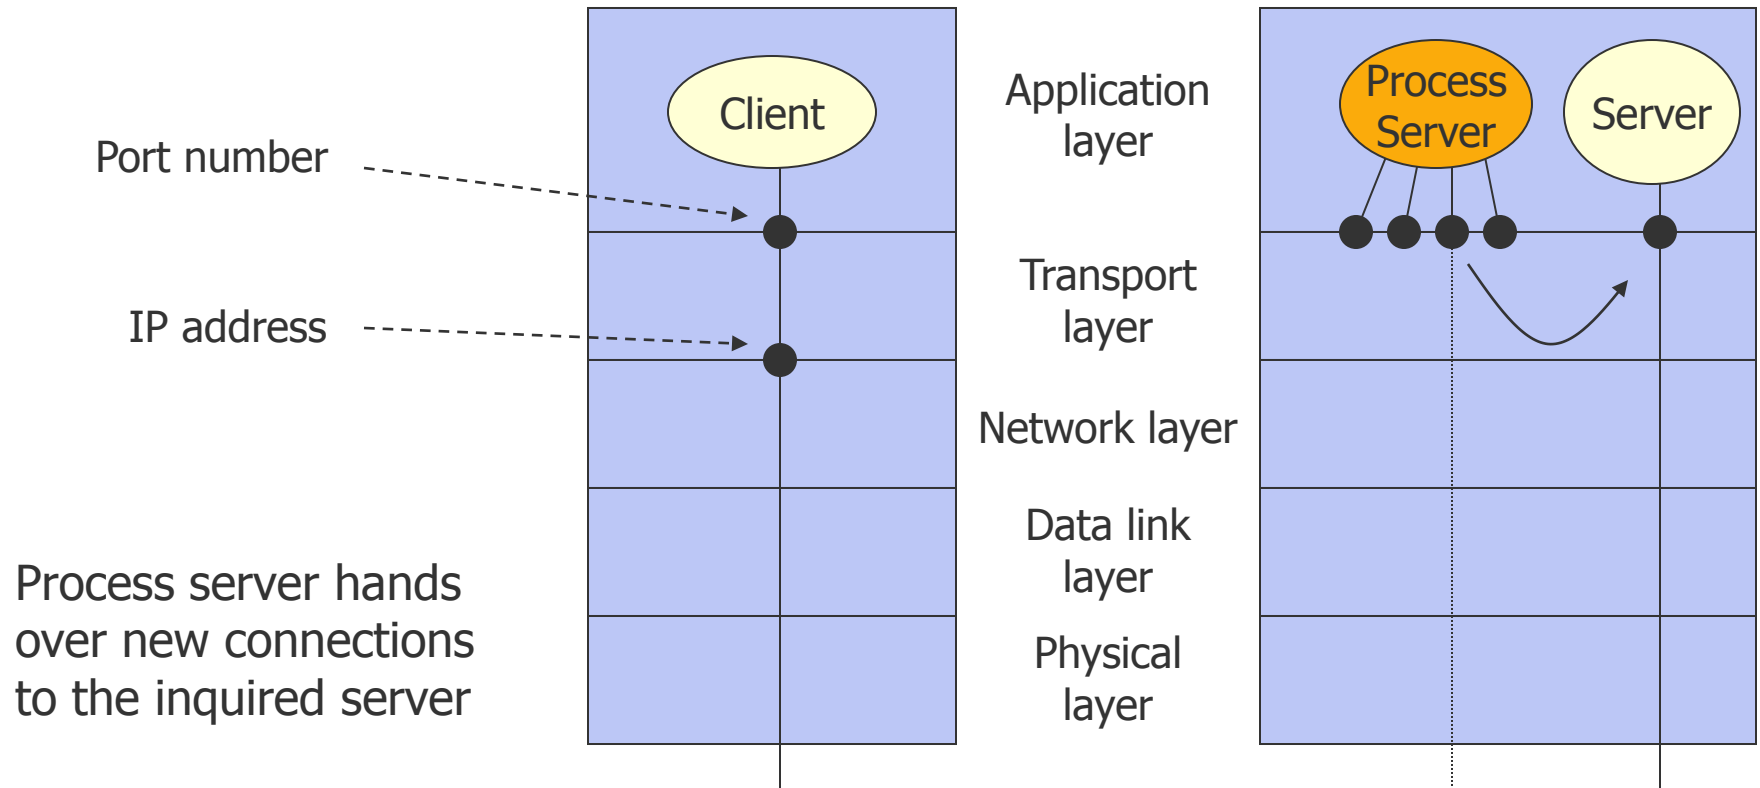 Port number
IP address
Process server hands
over new connections
to the inquired server
Client
Application
layer
Transport
layer
Network layer
Data link
layer
Physical
layer
Process
Server
Server